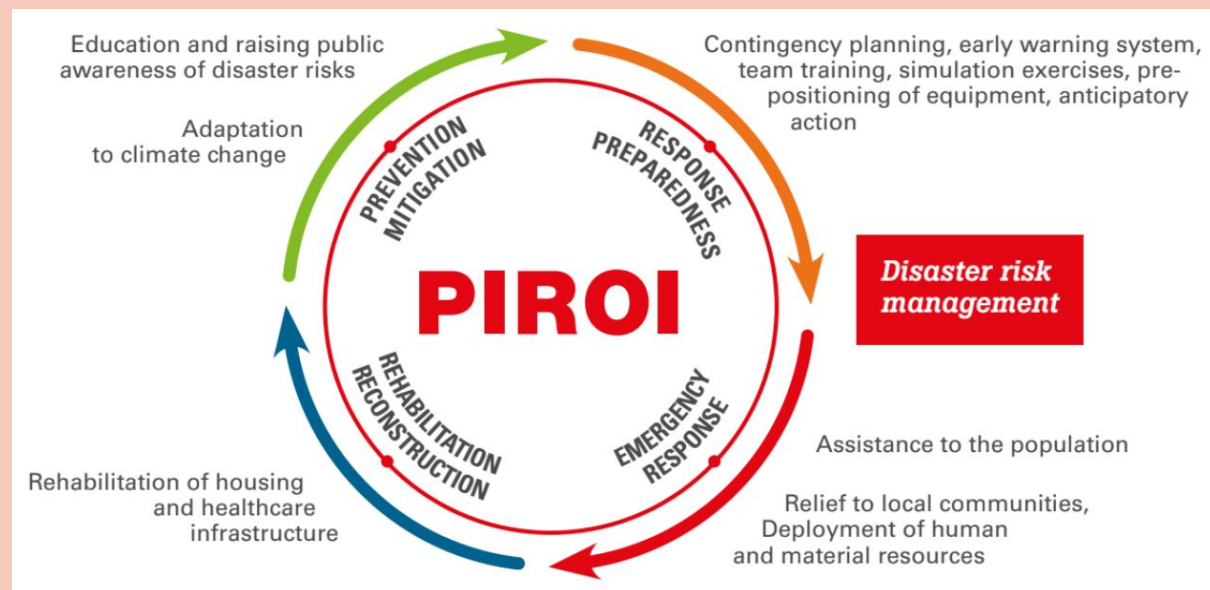 Education and raising public
awareness of disaster risks
Adaptation
to climate change
Contingency planning, early warning system,
team training, simulation exercises, pre-
positioning of equipment, anticipatory
action
PREVENTION
MITIGATION
RESPONSE
PREPAREDNESS
PIROI
Disaster risk
management
REHABILITATION
RECONSTRUCTION
EMERGENCY
RESPONSE
Rehabilitation of housing
and healthcare
infrastructure
Assistance to the population
Relief to local communities,
Deployment of human
and material resources